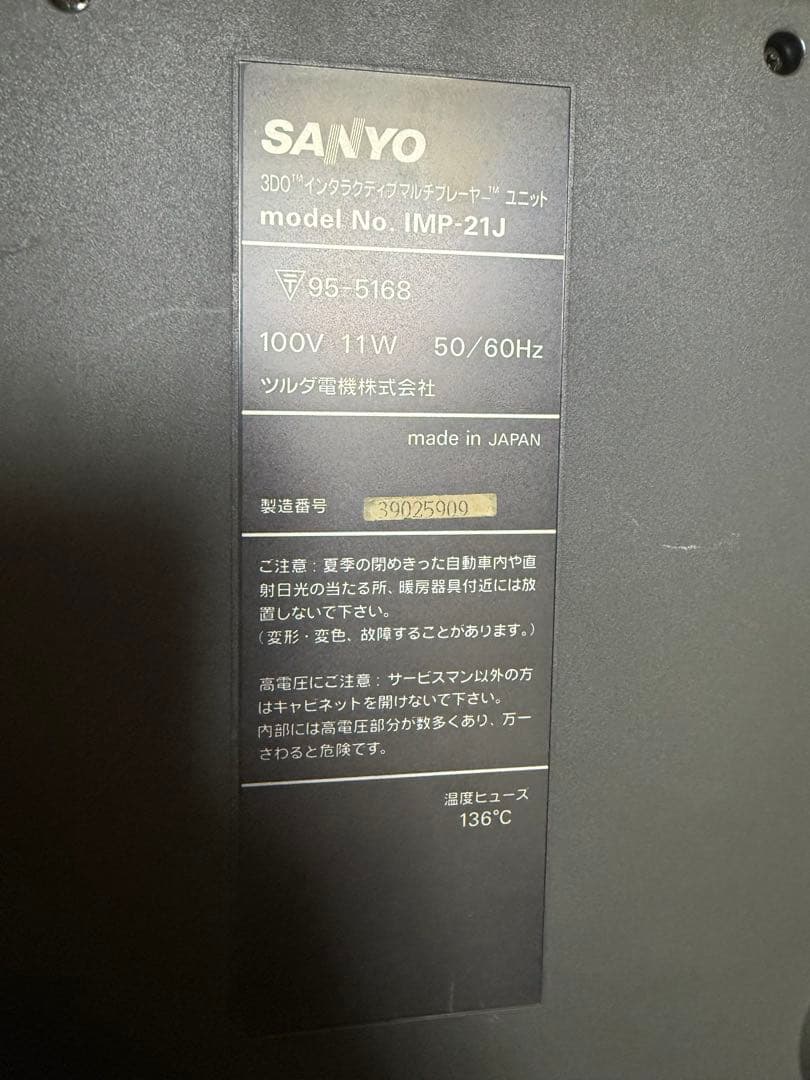 SANYO
3DO™インタラクティブマルチプレーヤー™ ユニット
model No. IMP-21J
〒95-5168
100V 11W 50/60Hz
ツルダ電機株式会社
made in JAPAN
製造番号 39025909
ご注意：夏季の閉めきった自動車内や直
射日光の当たる所、暖房器具付近には放
置しないで下さい。
（変形・変色、故障することがあります。）
高電圧にご注意：サービスマン以外の方
はキャビネットを開けないで下さい。
内部には高電圧部分が数多くあり、万一
さわると危険です。
温度ヒューズ
136℃